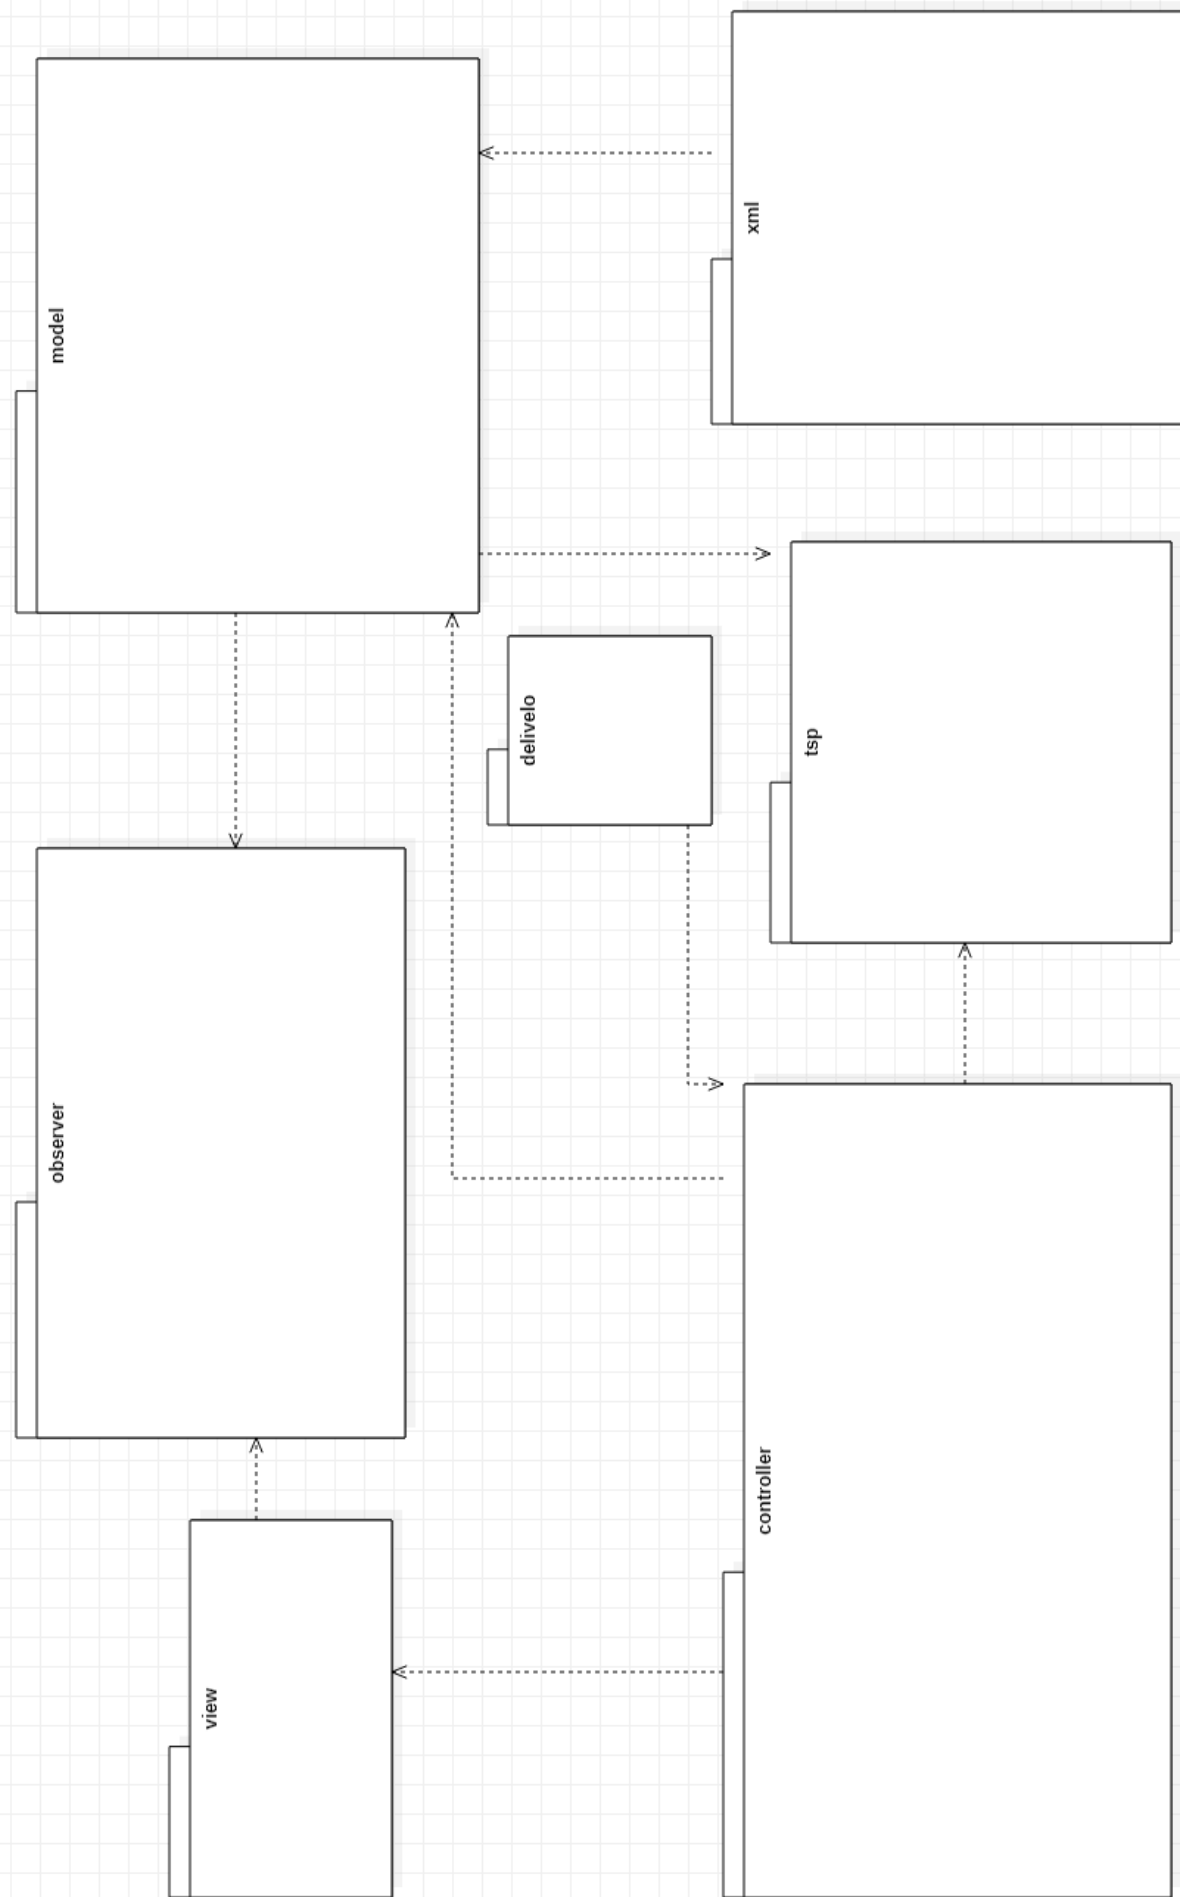 view
observer
model
controller
delivelo
tsp
xml